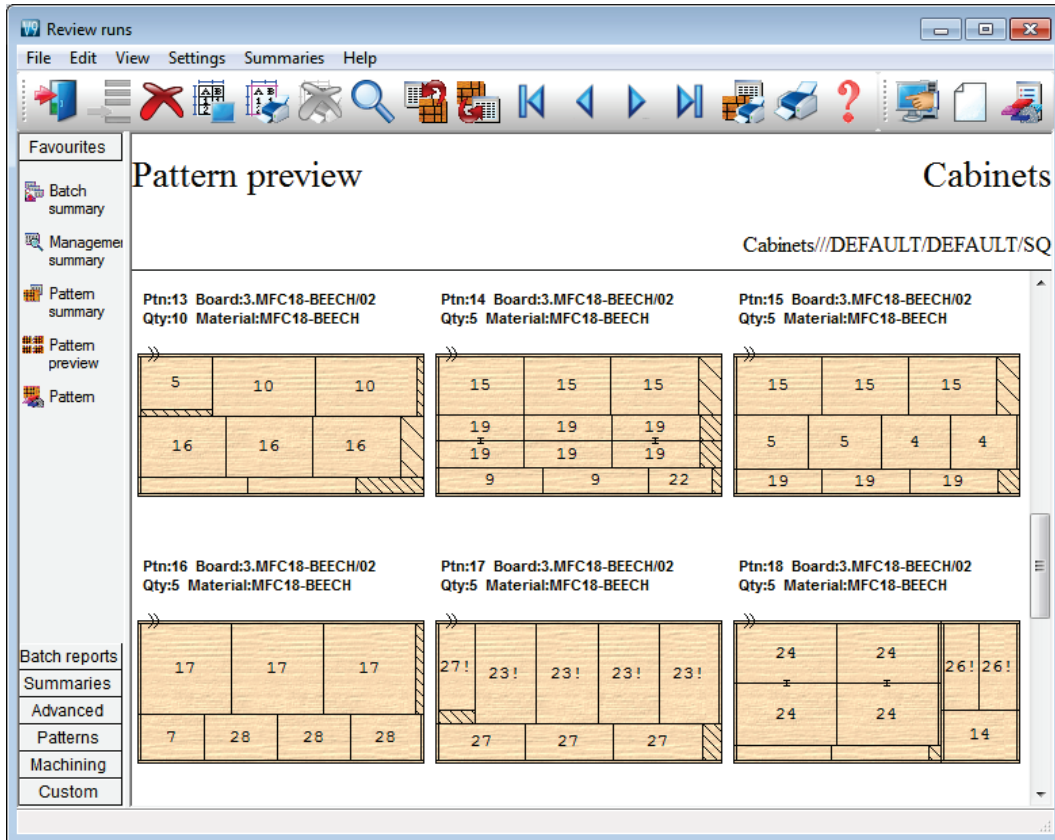 V9 Review runs
File Edit View Settings Summaries Help
Favourites
Batch
summary
Managemer
summary
Pattern
summary
Pattern
preview
Pattern
Batch reports
Summaries
Advanced
Patterns
Machining
Custom
Pattern preview
Cabinets
Cabinets///DEFAULT/DEFAULT/SQ
Ptn:13 Board:3.MFC18-BEECH/02
Qty:10 Material:MFC18-BEECH
5 10 10
16 16 16
Ptn:14 Board:3.MFC18-BEECH/02
Qty:5 Material:MFC18-BEECH
15 15 15
19 19 19
19 19 19
9 9 22
Ptn:15 Board:3.MFC18-BEECH/02
Qty:5 Material:MFC18-BEECH
15 15 15
5 5 4 4
19 19 19
Ptn:16 Board:3.MFC18-BEECH/02
Qty:5 Material:MFC18-BEECH
17 17 17
7 28 28 28
Ptn:17 Board:3.MFC18-BEECH/02
Qty:5 Material:MFC18-BEECH
27! 23! 23! 23! 23!
27 27 27
Ptn:18 Board:3.MFC18-BEECH/02
Qty:5 Material:MFC18-BEECH
24 24 26! 26!
24 24 14